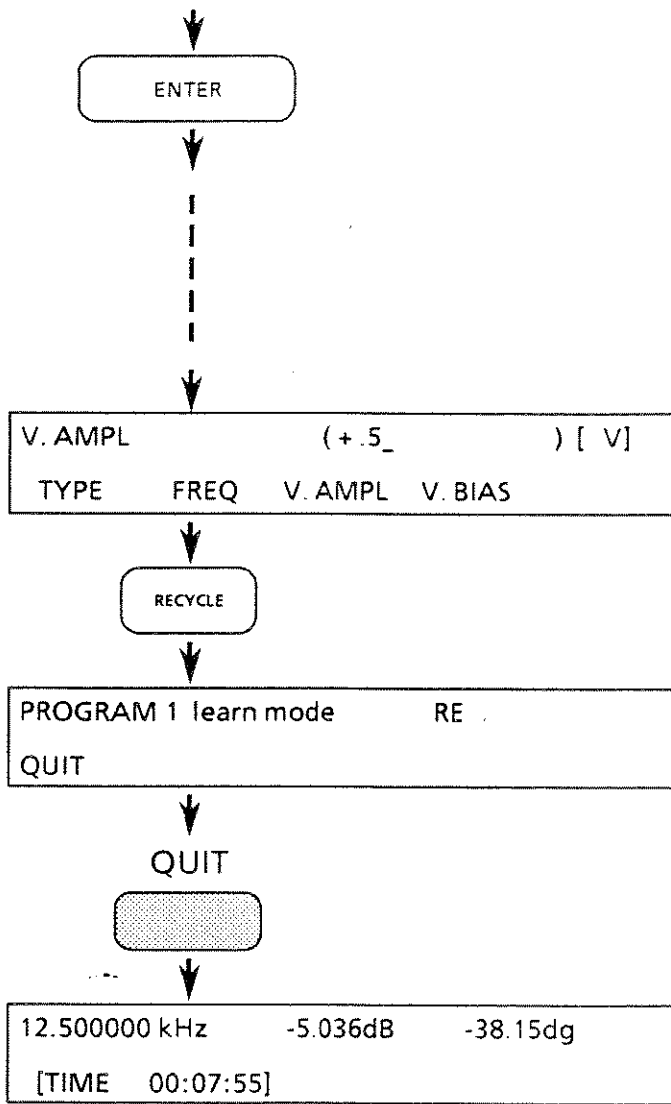 ENTER
V. AMPL (+.5_ ) [ V]
TYPE FREQ V. AMPL V. BIAS
RECYCLE
PROGRAM 1 learn mode RE
QUIT
QUIT
12.500000 kHz -5.036dB -38.15dg
[TIME 00:07:55]